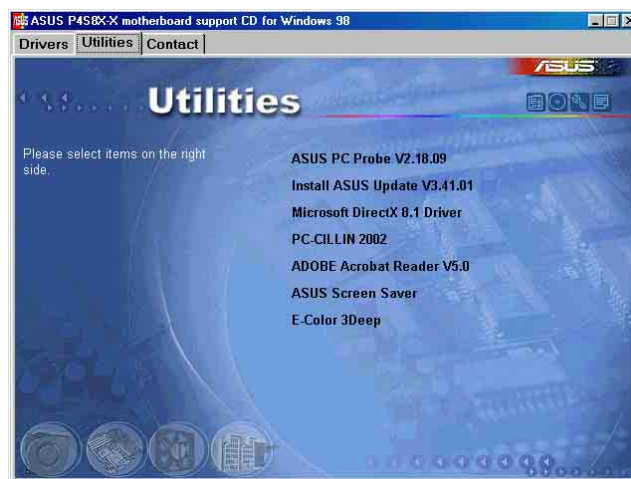 ASUS P4S8X-X motherboard support CD for Windows 98
Drivers Utilities Contact
ASUS
Utilities
Please select items on the right
side.
ASUS PC Probe V2.18.09
Install ASUS Update V3.41.01
Microsoft DirectX 8.1 Driver
PC-CILLIN 2002
ADOBE Acrobat Reader V5.0
ASUS Screen Saver
E-Color 3Deep